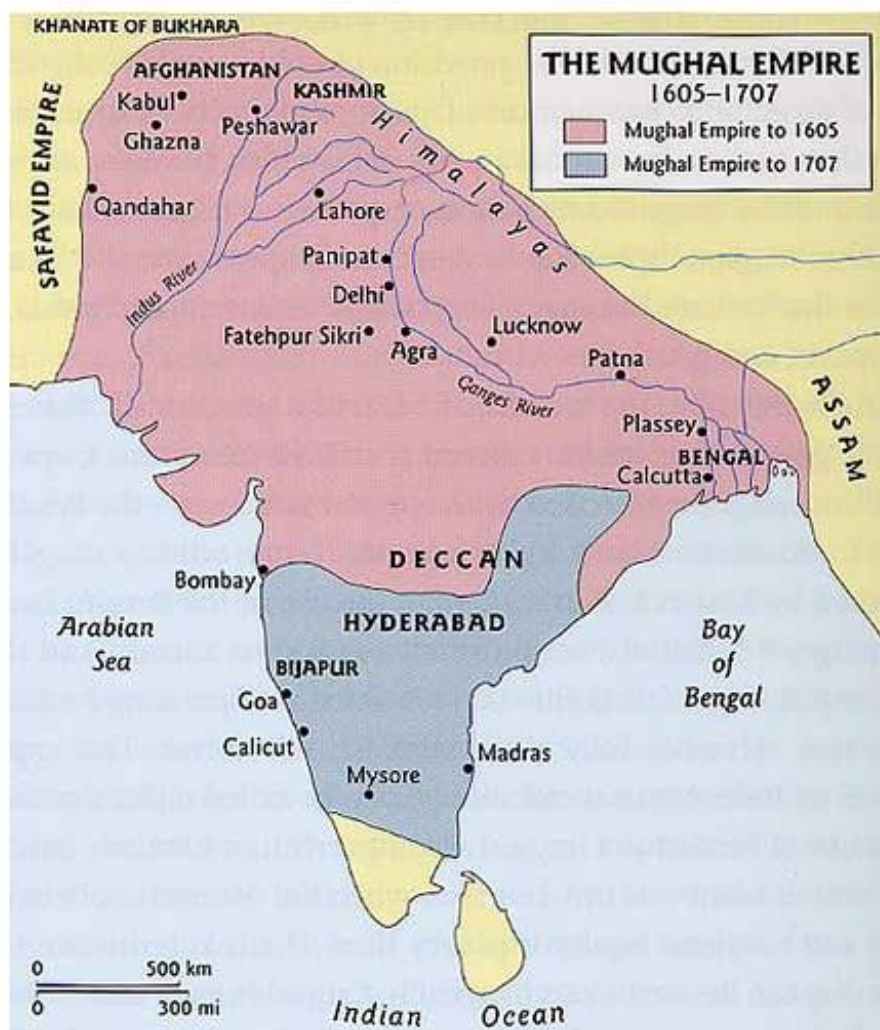 KHANATE OF BUKHARA
THE MUGHAL EMPIRE
1605–1707
Mughal Empire to 1605
Mughal Empire to 1707
AFGHANISTAN
KASHMIR
Kabul
Peshawar
Ghazna
Himalayas
SAFAVID EMPIRE
Qandahar
Lahore
Indus River
Panipat
Delhi
Fatehpur Sikri
Agra
Lucknow
Patna
Ganges River
ASSAM
Plassey
BENGAL
Calcutta
DECCAN
Bombay
HYDERABAD
Arabian
Sea
Bay
of
Bengal
BIJAPUR
Goa
Calicut
Madras
Mysore
0 500 km
0 300 mi
Indian Ocean